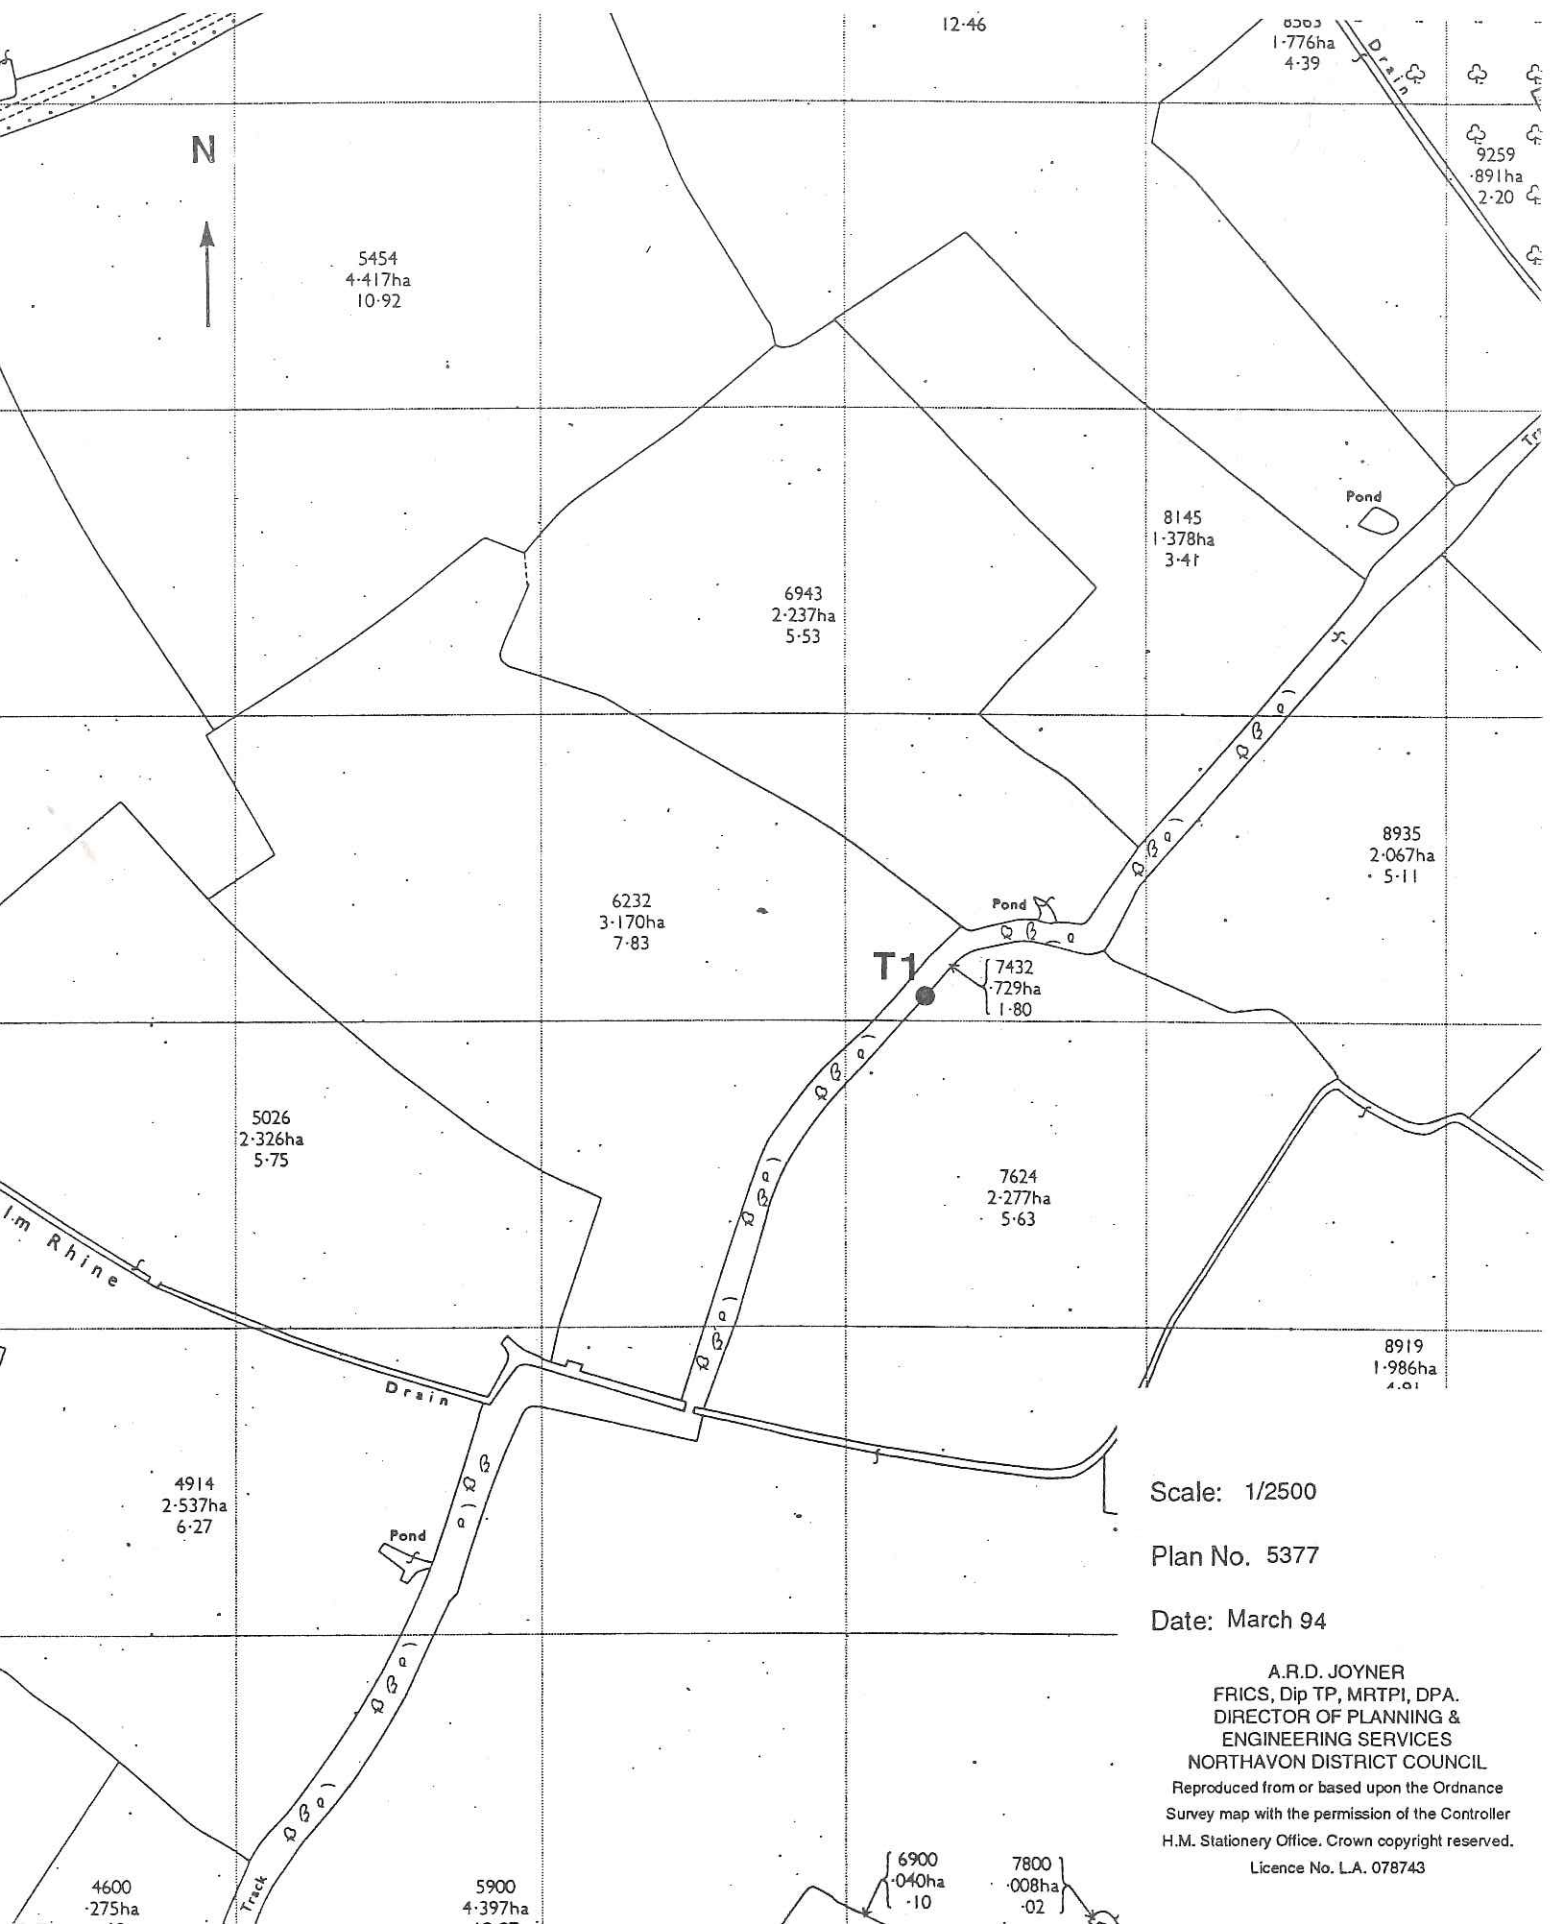 12·46
8563
1·776ha
4·39
Drain
N
9259
·891ha
2·20
5454
4·417ha
10·92
Pond
8145
1·378ha
3·41
6943
2·237ha
5·53
8935
2·067ha
5·11
6232
3·170ha
7·83
Pond
T1
7432
·729ha
1·80
5026
2·326ha
5·75
7624
2·277ha
5·63
Rhine
8919
1·986ha
4·91
Drain
4914
2·537ha
6·27
Pond
Scale: 1/2500
Plan No. 5377
Date: March 94
A.R.D. JOYNER
FRICS, Dip TP, MRTPI, DPA.
DIRECTOR OF PLANNING &
ENGINEERING SERVICES
NORTHAVON DISTRICT COUNCIL
Reproduced from or based upon the Ordnance
Survey map with the permission of the Controller
H.M. Stationery Office. Crown copyright reserved.
Licence No. L.A. 078743
6900
·040ha
·10
7800
·008ha
·02
4600
·275ha
Track
5900
4·397ha